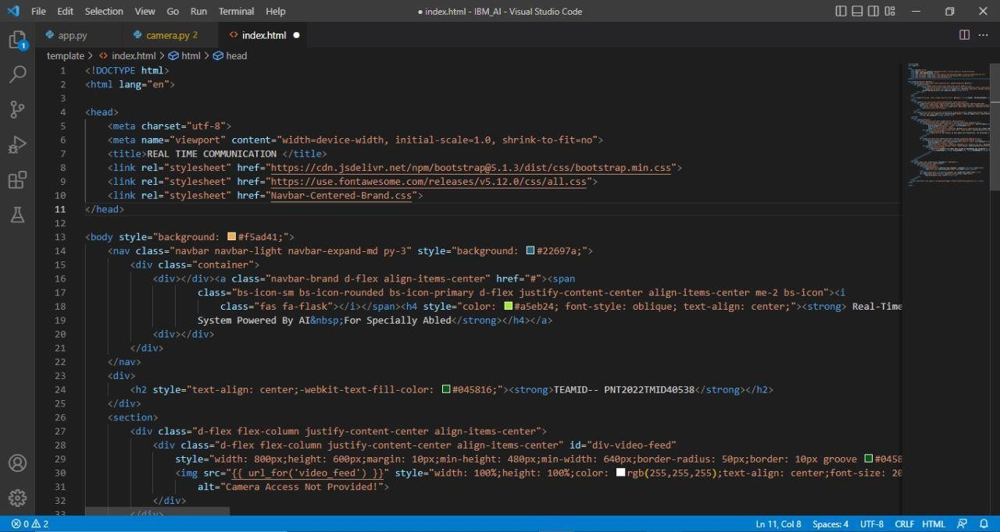 File Edit Selection View Go Run Terminal Help ● index.html - IBM_AI - Visual Studio Code
app.py camera.py 2 <> index.html ●
template > <> index.html > html > head
1 <!DOCTYPE html>
2 <html lang="en">
3
4 <head>
5 <meta charset="utf-8">
6 <meta name="viewport" content="width=device-width, initial-scale=1.0, shrink-to-fit=no">
7 <title>REAL TIME COMMUNICATION </title>
8 <link rel="stylesheet" href="https://cdn.jsdelivr.net/npm/bootstrap@5.1.3/dist/css/bootstrap.min.css">
9 <link rel="stylesheet" href="https://use.fontawesome.com/releases/v5.12.0/css/all.css">
10 <link rel="stylesheet" href="Navbar-Centered-Brand.css">
11 </head>
12
13 <body style="background: #f5ad41;">
14 <nav class="navbar navbar-light navbar-expand-md py-3" style="background: #22697a;">
15 <div class="container">
16 <div></div><a class="navbar-brand d-flex align-items-center" href="#"><span
17 class="bs-icon-sm bs-icon-rounded bs-icon-primary d-flex justify-content-center align-items-center me-2 bs-icon"><i
18 class="fas fa-flask"></i></span><h4 style="color: #a5eb24; font-style: oblique; text-align: center;"><strong> Real-Time
19 System Powered By AI&nbsp;For Specially Abled</strong></h4></a>
20 <div></div>
21 </div>
22 </nav>
23 <div>
24 <h2 style="text-align: center;-webkit-text-fill-color: #045816;"><strong>TEAMID-- PNT2022TMID40538</strong></h2>
25 </div>
26 <section>
27 <div class="d-flex flex-column justify-content-center align-items-center">
28 <div class="d-flex flex-column justify-content-center align-items-center" id="div-video-feed"
29 style="width: 800px;height: 600px;margin: 10px;min-height: 480px;min-width: 640px;border-radius: 50px;border: 10px groove #0458
30 <img src="{{ url_for('video_feed') }}" style="width: 100%;height: 100%;color: rgb(255,255,255);text-align: center;font-size: 20
31 alt="Camera Access Not Provided!">
32 </div>
33 </div>
1
0 2 Ln 11, Col 8 Spaces: 4 UTF-8 CRLF HTML